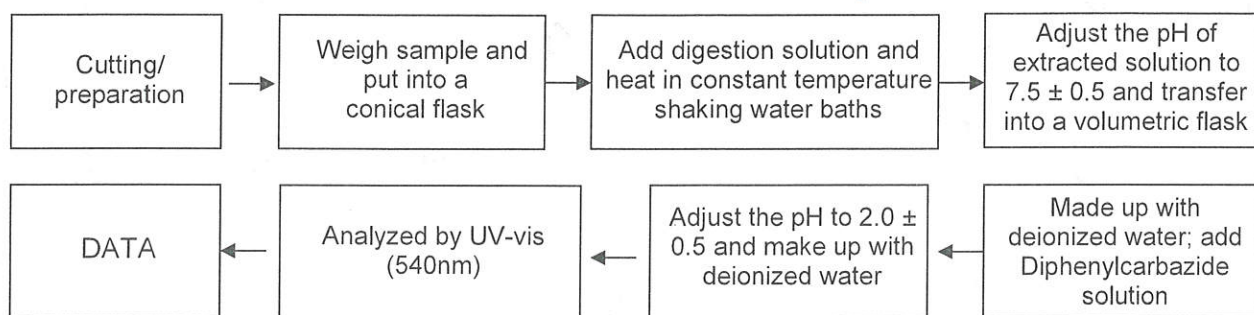 Cutting/
preparation
Weigh sample and
put into a
conical flask
Add digestion solution and
heat in constant temperature
shaking water baths
Adjust the pH of
extracted solution to
7.5 ± 0.5 and transfer
into a volumetric flask
Made up with
deionized water; add
Diphenylcarbazide
solution
Adjust the pH to 2.0 ±
0.5 and make up with
deionized water
Analyzed by UV-vis
(540nm)
DATA